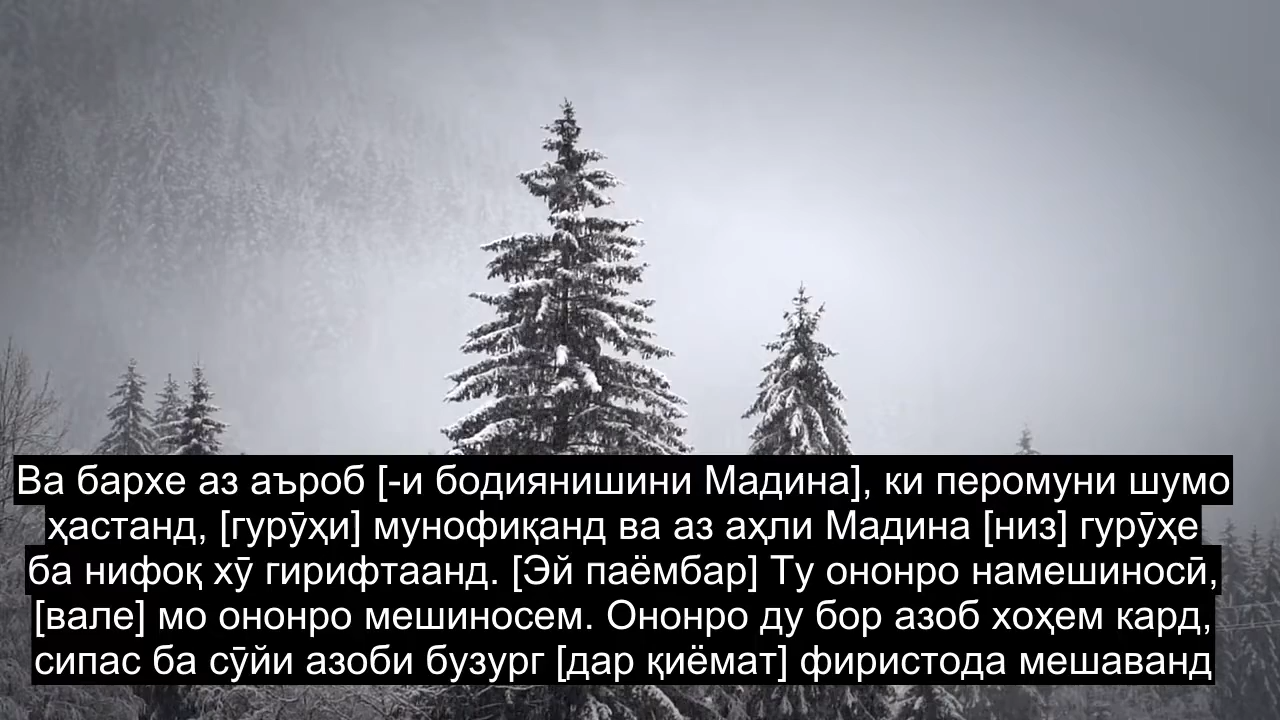 Ва бархе аз аъроб [-и бодиянишини Мадина], ки перомуни шумо
ҳастанд, [гурӯҳи] мунофиқанд ва аз аҳли Мадина [низ] гурӯҳе
ба нифоқ хӯ гирифтаанд. [Эй паёмбар] Ту ононро намешиносӣ,
[вале] мо ононро мешиносем. Ононро ду бор азоб хоҳем кард,
сипас ба сӯйи азоби бузург [дар қиёмат] фиристода мешаванд